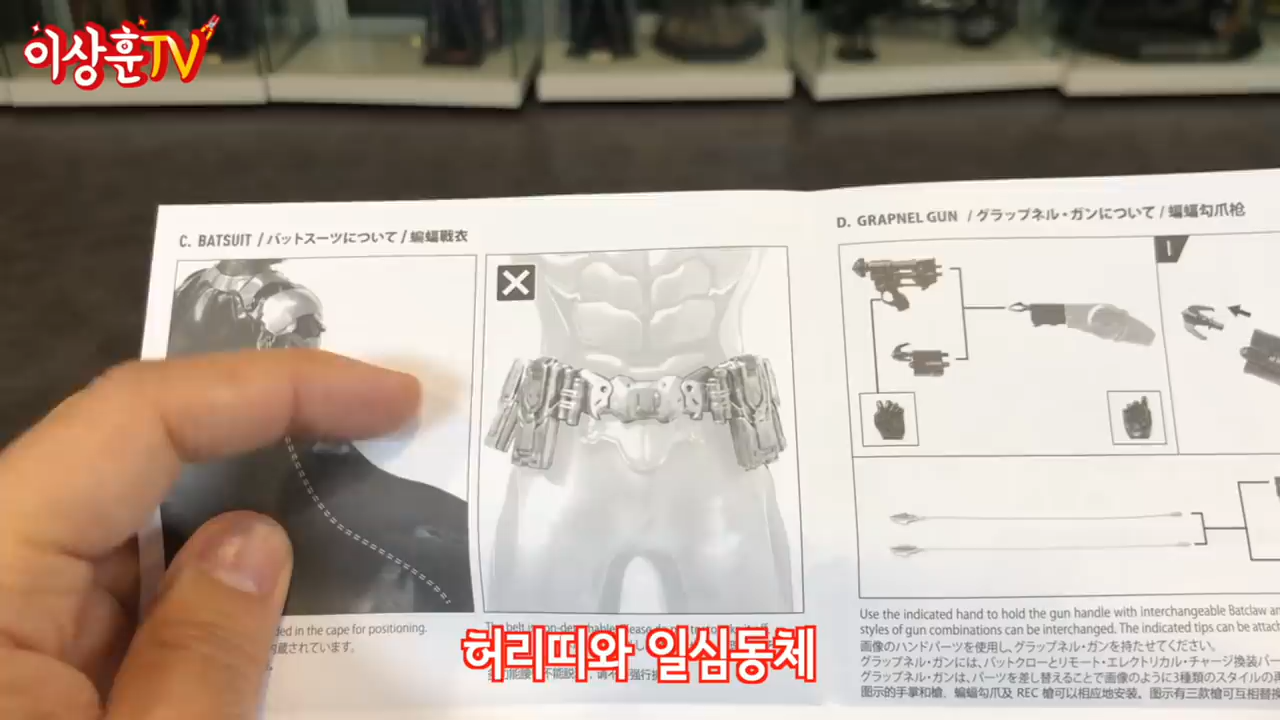 이상훈TV
C. BATSUIT / バットスーツについて / 蝙蝠戰衣
D. GRAPNEL GUN / グラップネル・ガンについて / 蝙蝠勾爪枪
1
ded in the cape for positioning.
内蔵されています。
The belt is non-de
허리띠와 일심동체
Use the indicated hand to hold the gun handle with interchangeable Batclaw an
styles of gun combinations can be interchanged. The indicated tips can be attac
画像のハンドパーツを使用し、グラップネル・ガンを持たせてください。
グラップネル・ガンには、バットクローとリモート・エレクトリカル・チャージ換装パー
グラップネル・ガンは、パーツを差し替えることで画像のように3種類のスタイルの再
图示的手掌和槍，蝙蝠勾爪及 REC 槍可以相应地安装。图示有三款槍可互相替換